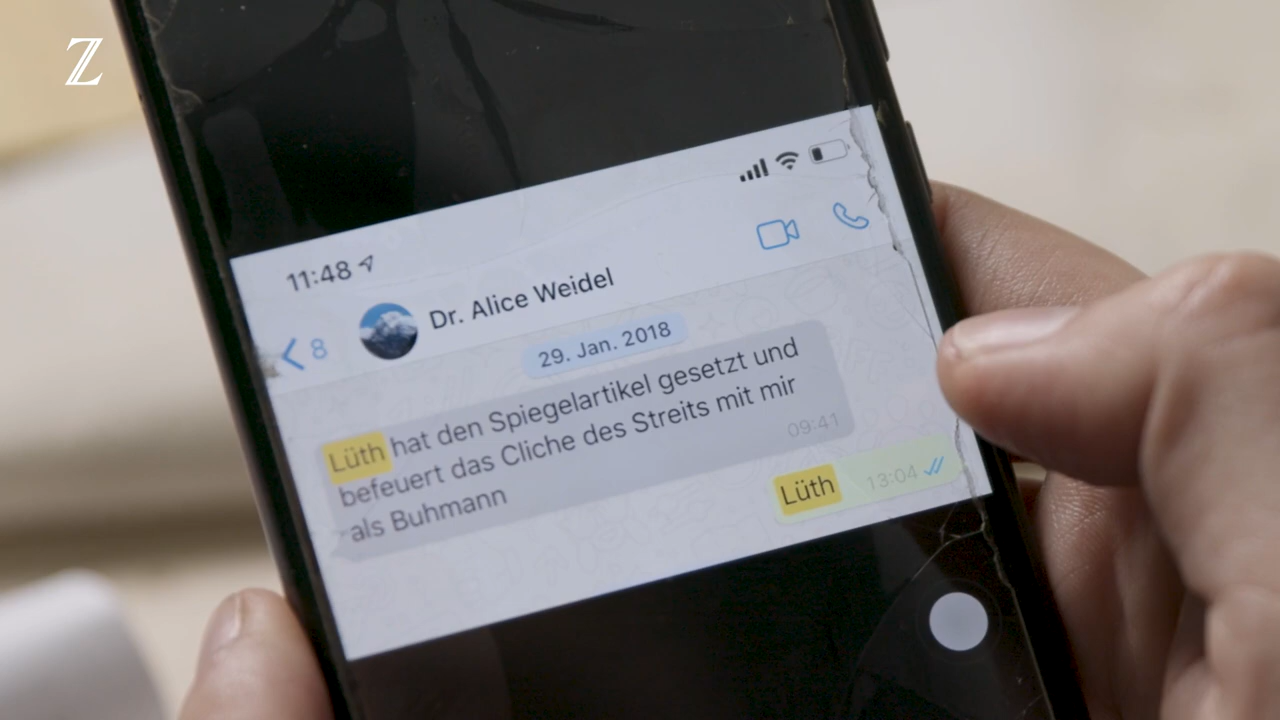 Z
11:48
8
Dr. Alice Weidel
29. Jan. 2018
Lüth hat den Spiegelartikel gesetzt und
befeuert das Cliche des Streits mit mir
als Buhmann
09:41
Lüth 13:04